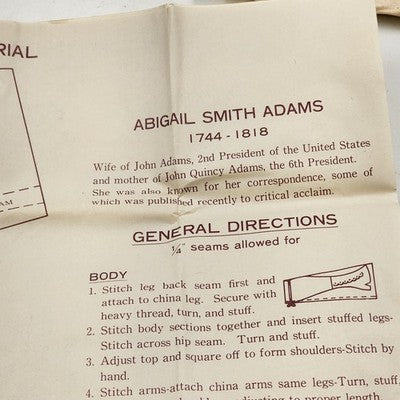 RIAL
ABIGAIL SMITH ADAMS
1744-1818
Wife of John Adams, 2nd President of the United States
and mother of John Quincy Adams, the 6th President.
She was also known for her correspondence, some of
which was published recently to critical acclaim.
GENERAL DIRECTIONS
1/4" seams allowed for
AM
BODY
1. Stitch leg back seam first and
attach to china leg. Secure with
heavy thread, turn, and stuff.
2. Stitch body sections together and insert stuffed legs-
Stitch across hip seam. Turn and stuff.
3. Adjust top and square off to form shoulders-Stitch by
hand.
4. Stitch arms-attach china arms same legs-Turn, stuff,
adjusting to proper length.